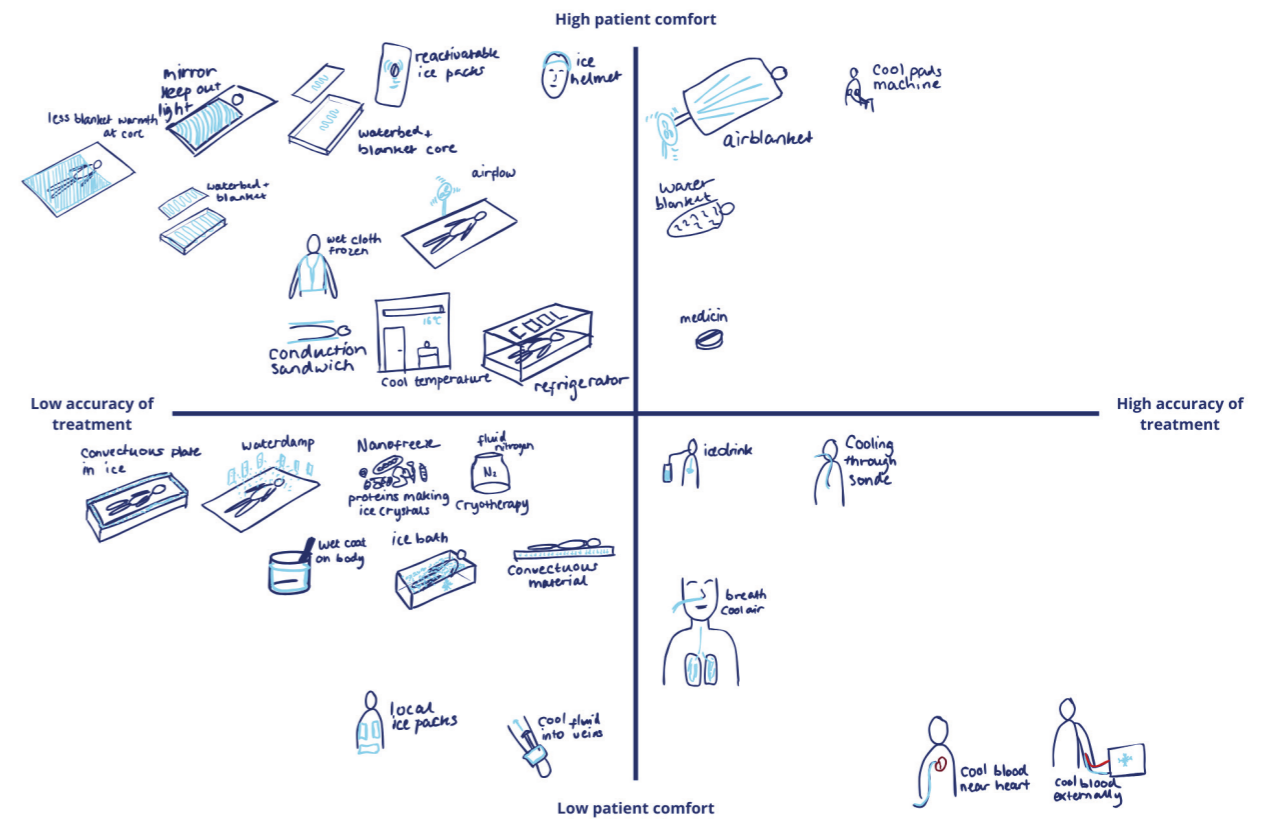 High patient comfort
mirror
keep out
light
reactivatable
ice packs
ice
helmet
Cool pads
machine
less blanket warmth
at core
waterbed +
blanket core
airblanket
waterbed +
blanket
airflow
water
blanket
wet cloth
frozen
medicin
16°C
COOL
conduction
sandwich
Cool temperature
refrigerator
Low accuracy of
treatment
High accuracy of
treatment
convectuous plate
in ice
waterdamp
Nanofreeze
proteins making
ice crystals
fluid
nitrogen
N2
Cryotherapy
icedrink
Cooling
through
sonde
wet coat
on body
ice bath
Convectuous
material
breath
cool air
local
ice packs
cool fluid
into veins
Cool blood
near heart
Cool blood
externally
Low patient comfort